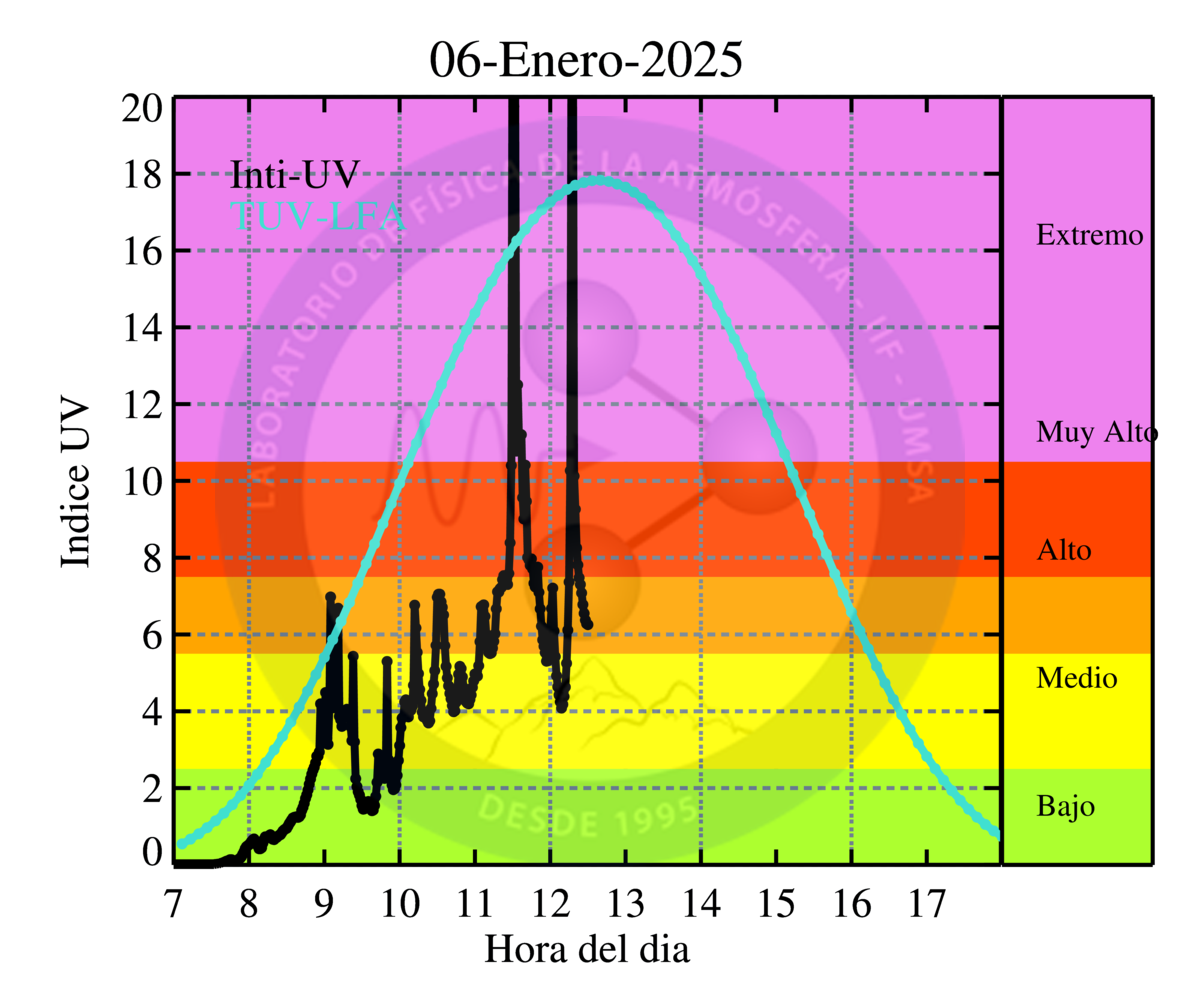 06-Enero-2025
Inti-UV
TUV-LFA
LABORATORIO DE FÍSICA DE LA ATMÓSFERA - IIF - UMSA
DESDE 1995
Indice UV
20
18
16
14
12
10
8
6
4
2
0
Extremo
Muy Alto
Alto
Medio
Bajo
7 8 9 10 11 12 13 14 15 16 17
Hora del dia